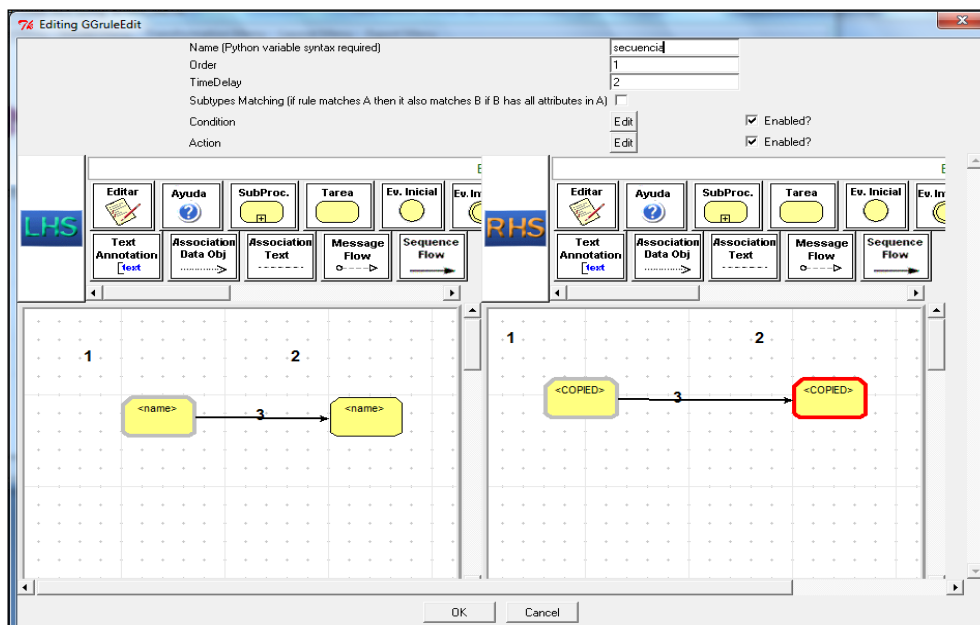 Editing GGruleEdit
Name (Python variable syntax required) secuencia
Order 1
TimeDelay 2
Subtypes Matching (if rule matches A then it also matches B if B has all attributes in A)
Condition Edit Enabled?
Action Edit Enabled?
LHS
Editar Ayuda SubProc. Tarea Ev. Inicial
Text Annotation Association Data Obj Association Text Message Flow Sequence Flow
text
RHS
Editar Ayuda SubProc. Tarea Ev. Inicial
Text Annotation Association Data Obj Association Text Message Flow Sequence Flow
text
1 2
<name> 3 <name>
1 2
<COPIED> 3 <COPIED>
OK Cancel